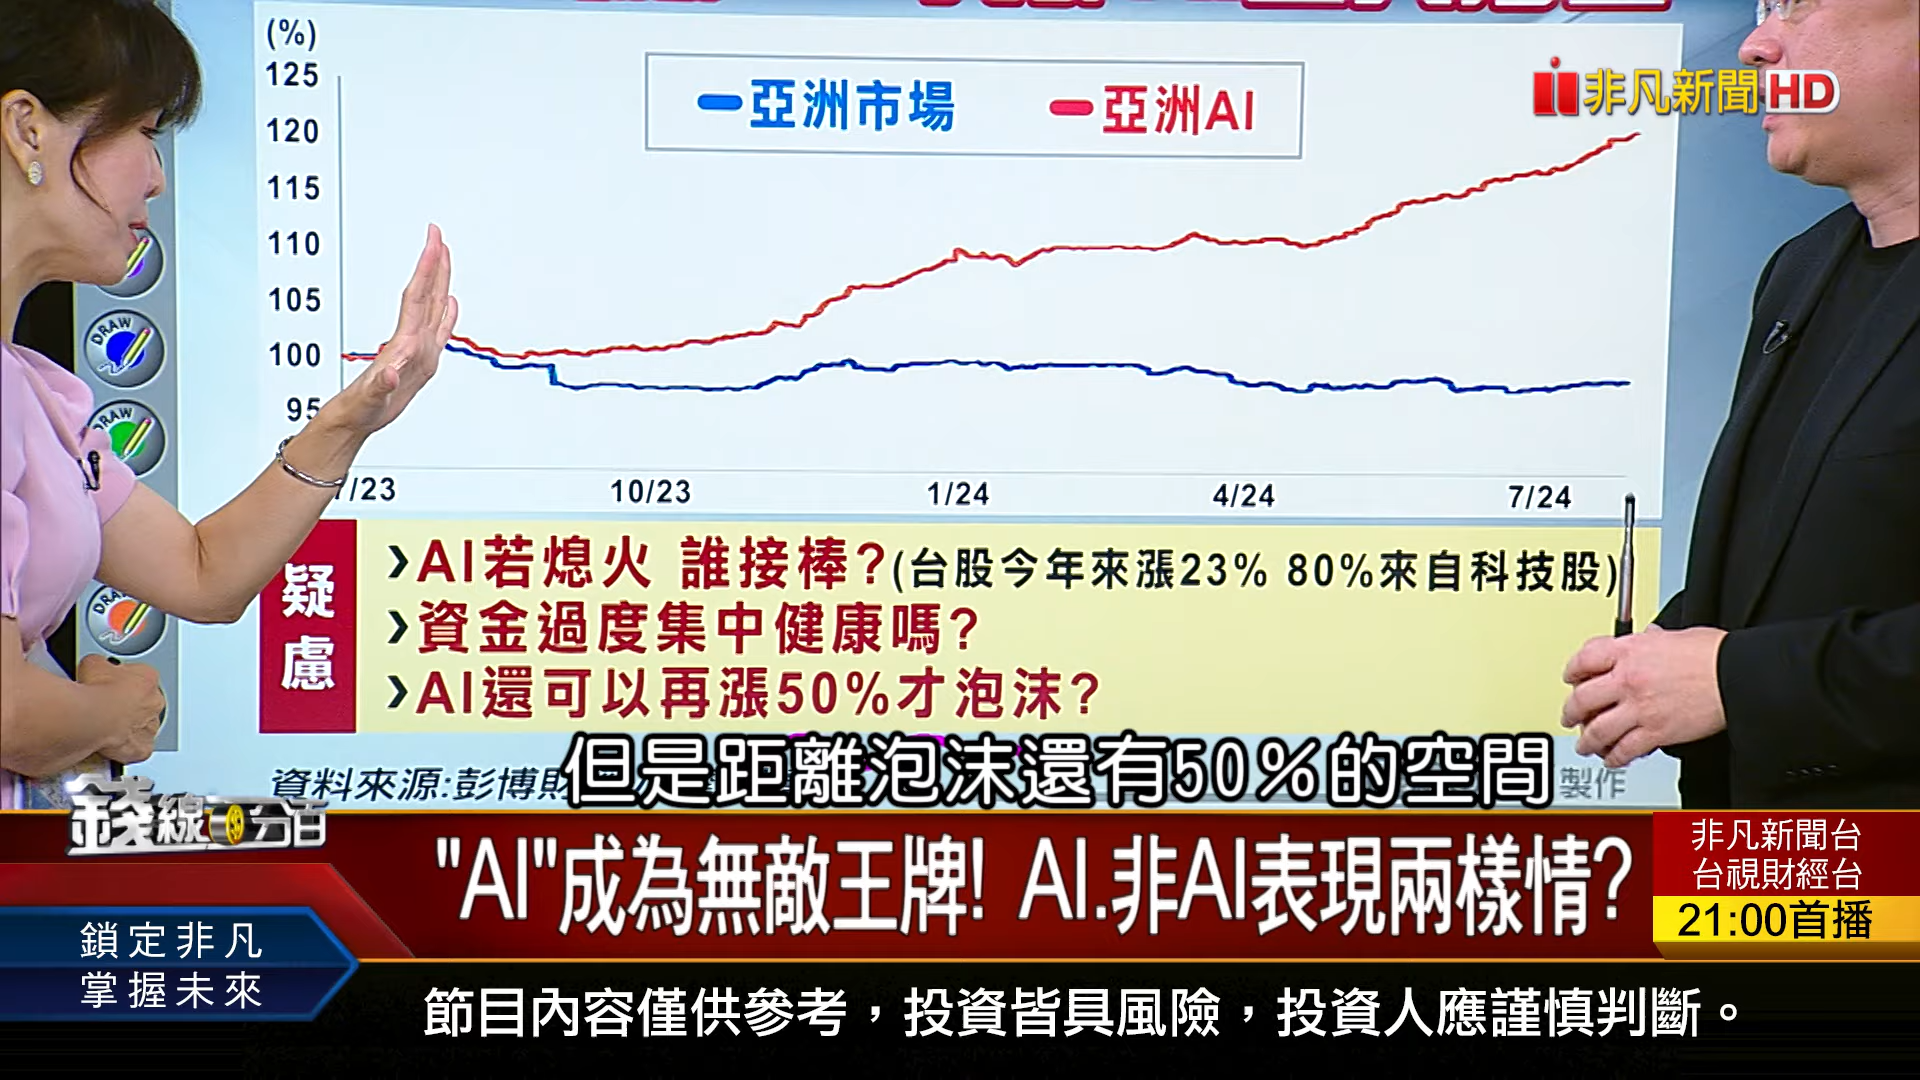 (%)
125
120
115
110
105
100
95
亞洲市場
亞洲AI
非凡新聞HD
DRAW
DRAW
/23
10/23
1/24
4/24
7/24
疑慮
›AI若熄火 誰接棒?(台股今年來漲23% 80%來自科技股)
›資金過度集中健康嗎?
›AI還可以再漲50%才泡沫?
資料來源:彭博
製作
但是距離泡沫還有50%的空間
錢線百分百
"AI"成為無敵王牌! AI.非AI表現兩樣情?
非凡新聞台
台視財經台
21:00首播
鎖定非凡
掌握未來
節目內容僅供參考，投資皆具風險，投資人應謹慎判斷。